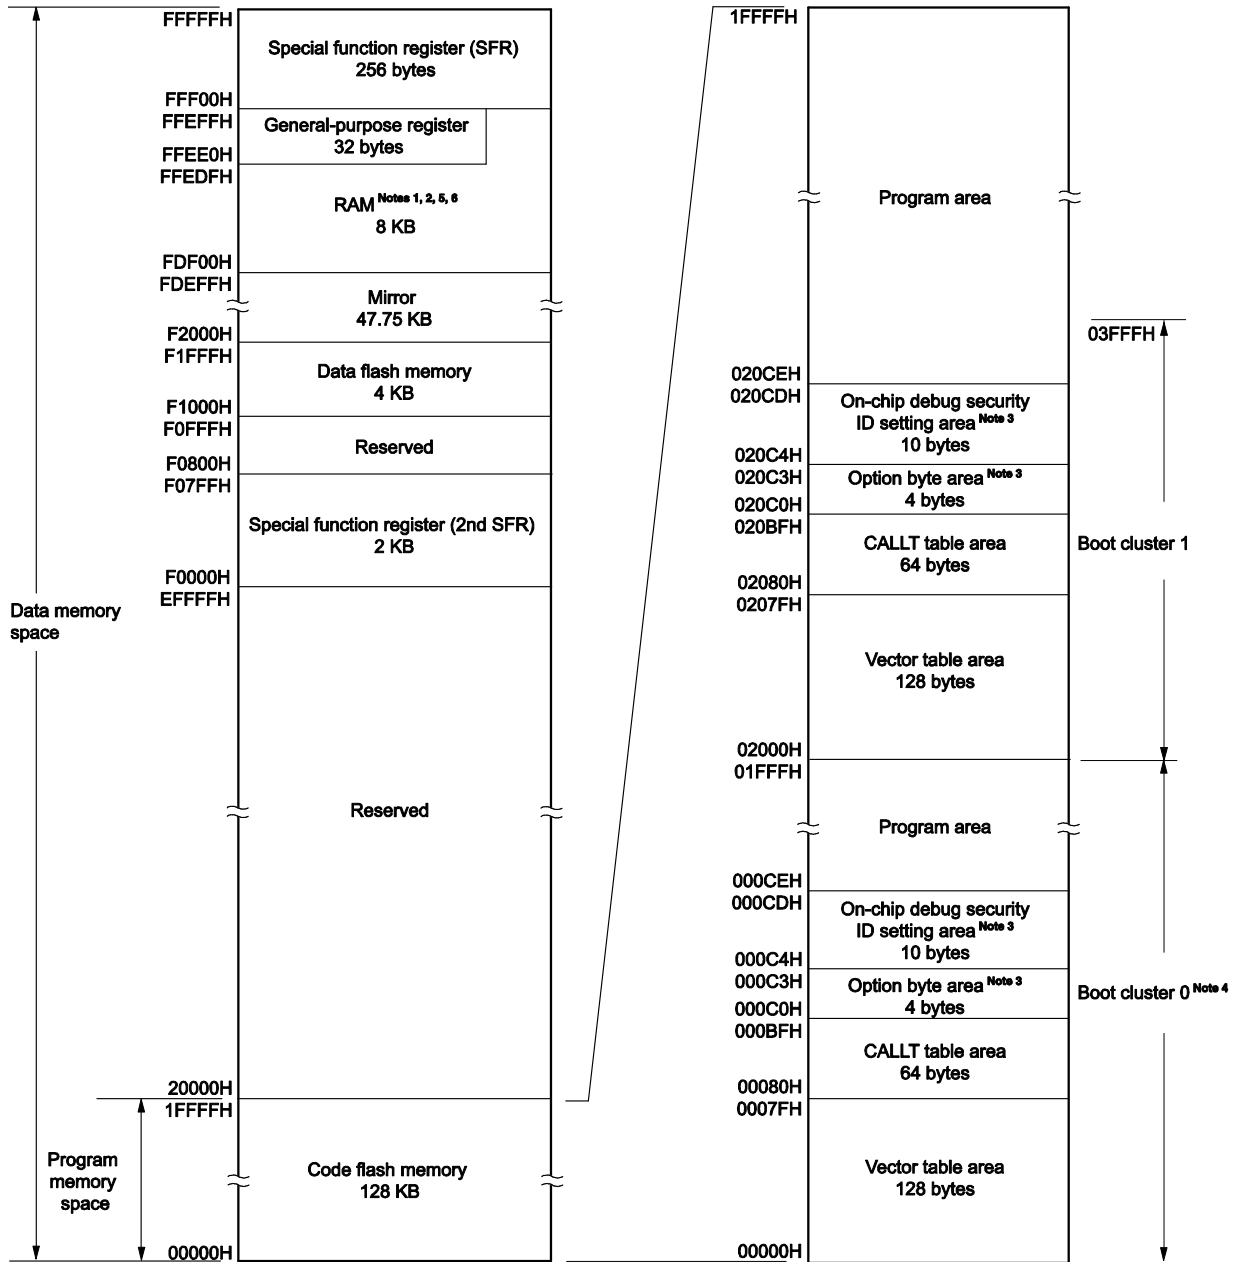 FFFFFH
Special function register (SFR)
256 bytes
FFF00H
FFEFFH
General-purpose register
32 bytes
FFEE0H
FFEDFH
RAM Notes 1, 2, 5, 6
8 KB
FDF00H
FDEFFH
Mirror
47.75 KB
F2000H
F1FFFH
Data flash memory
4 KB
F1000H
F0FFFH
Reserved
F0800H
F07FFH
Special function register (2nd SFR)
2 KB
F0000H
EFFFFH
Data memory
space
Reserved
20000H
1FFFFH
Program
memory
space
Code flash memory
128 KB
00000H
1FFFFH
Program area
03FFFH
020CEH
020CDH
On-chip debug security
ID setting area Note 3
10 bytes
020C4H
020C3H
Option byte area Note 3
4 bytes
020C0H
020BFH
CALLT table area
64 bytes
Boot cluster 1
02080H
0207FH
Vector table area
128 bytes
02000H
01FFFH
Program area
000CEH
000CDH
On-chip debug security
ID setting area Note 3
10 bytes
000C4H
000C3H
Option byte area Note 3
4 bytes
Boot cluster 0 Note 4
000C0H
000BFH
CALLT table area
64 bytes
00080H
0007FH
Vector table area
128 bytes
00000H